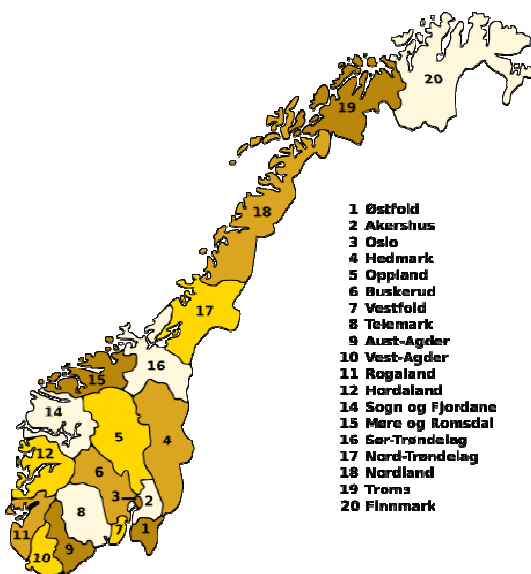 20
19
18
17
16
15
14
12
5
4
6
3
2
8
7
1
11
10
9
1 Østfold
2 Akershus
3 Oslo
4 Hedmark
5 Oppland
6 Buskerud
7 Vestfold
8 Telemark
9 Aust-Agder
10 Vest-Agder
11 Rogaland
12 Hordaland
14 Sogn og Fjordane
15 Møre og Romsdal
16 Sør-Trøndelag
17 Nord-Trøndelag
18 Nordland
19 Troms
20 Finnmark